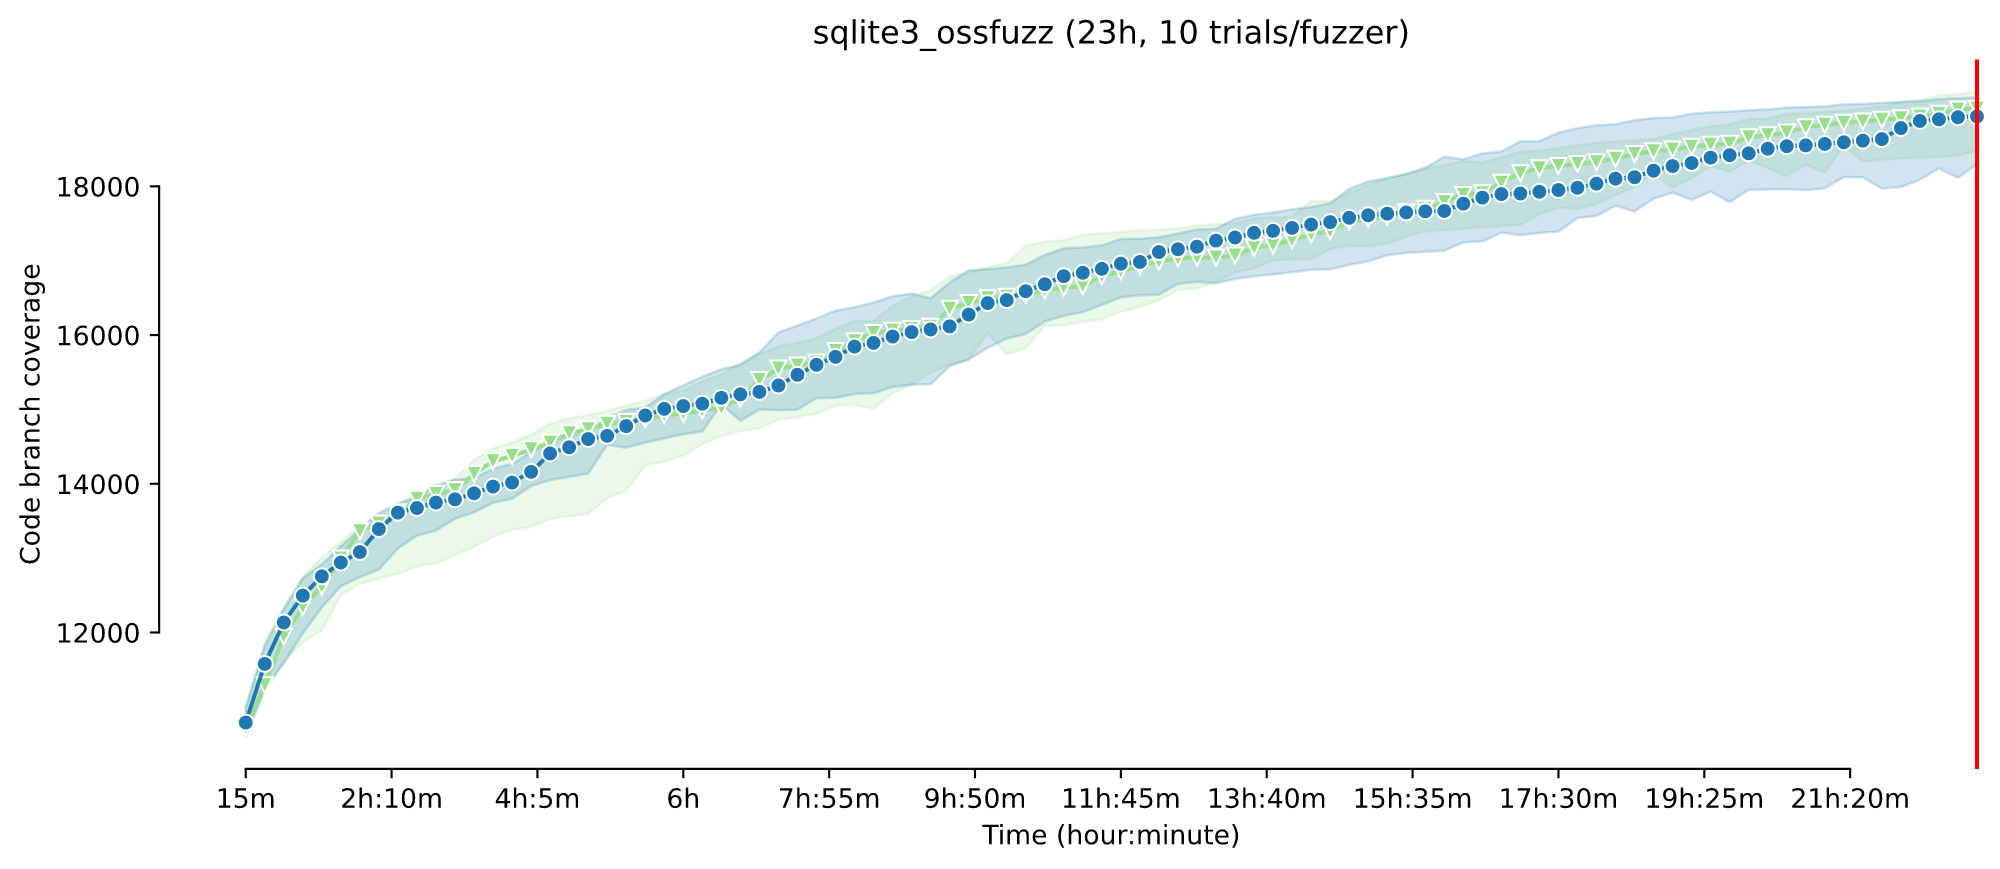 sqlite3_ossfuzz (23h, 10 trials/fuzzer)
Code branch coverage
18000
16000
14000
12000
15m 2h:10m 4h:5m 6h 7h:55m 9h:50m 11h:45m 13h:40m 15h:35m 17h:30m 19h:25m 21h:20m
Time (hour:minute)